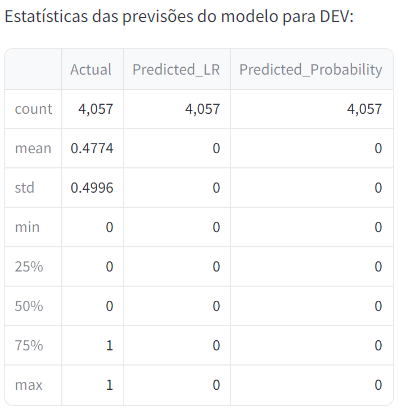 Estatísticas das previsões do modelo para DEV:
Actual Predicted_LR Predicted_Probability
count 4,057 4,057 4,057
mean 0.4774 0 0
std 0.4996 0 0
min 0 0 0
25% 0 0 0
50% 0 0 0
75% 1 0 0
max 1 0 0